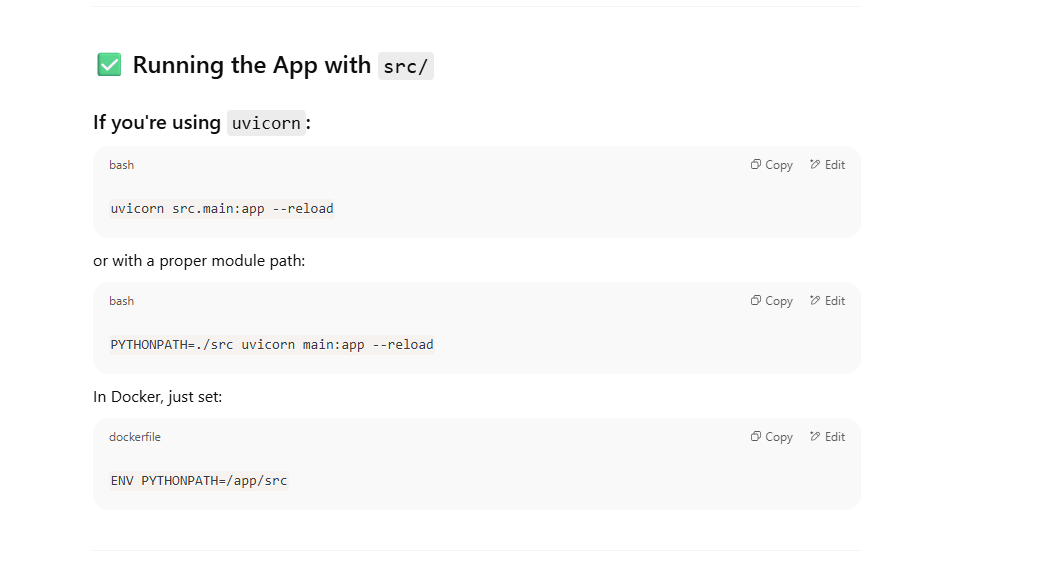 ✅ Running the App with src/
If you're using uvicorn:
bash
Copy
Edit
uvicorn src.main:app --reload
or with a proper module path:
bash
Copy
Edit
PYTHONPATH=./src uvicorn main:app --reload
In Docker, just set:
dockerfile
Copy
Edit
ENV PYTHONPATH=/app/src